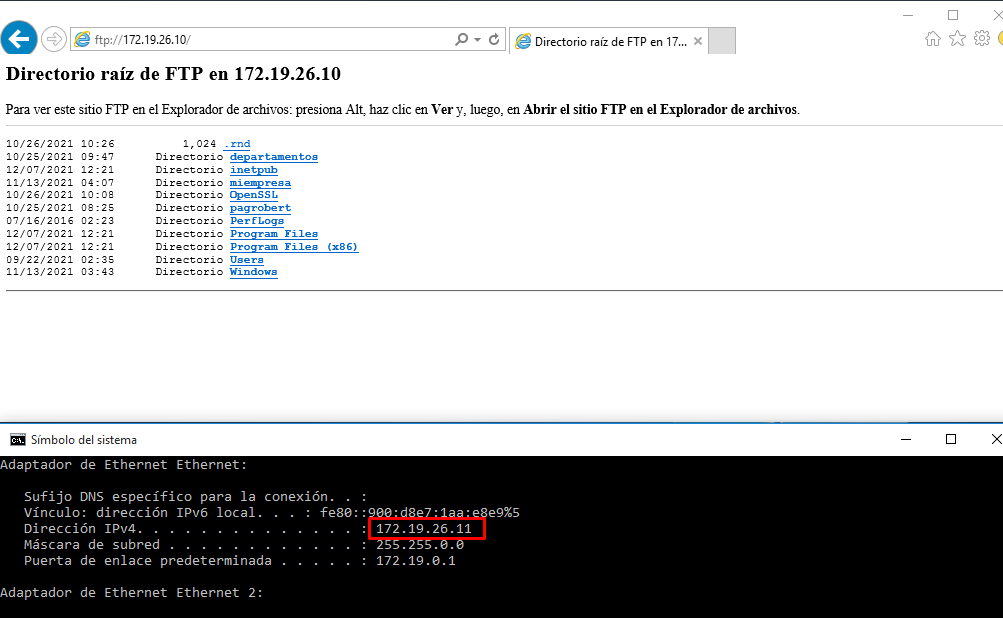 ftp://172.19.26.10/
Directorio raíz de FTP en 17...
Directorio raíz de FTP en 172.19.26.10
Para ver este sitio FTP en el Explorador de archivos: presiona Alt, haz clic en Ver y, luego, en Abrir el sitio FTP en el Explorador de archivos.
10/26/2021 10:26 1,024 .rnd
10/25/2021 09:47 Directorio departamentos
12/07/2021 12:21 Directorio inetpub
11/13/2021 04:07 Directorio miempresa
10/26/2021 10:08 Directorio OpenSSL
10/25/2021 08:25 Directorio pagrobert
07/16/2016 02:23 Directorio PerfLogs
12/07/2021 12:21 Directorio Program Files
12/07/2021 12:21 Directorio Program Files (x86)
09/22/2021 02:35 Directorio Users
11/13/2021 03:43 Directorio Windows
Símbolo del sistema
Adaptador de Ethernet Ethernet:
Sufijo DNS específico para la conexión. . :
Vínculo: dirección IPv6 local. . . : fe80::900:d8e7:1aa:e8e9%5
Dirección IPv4. . . . . . . . . . . . . . : 172.19.26.11
Máscara de subred . . . . . . . . . . . . : 255.255.0.0
Puerta de enlace predeterminada . . . . . : 172.19.0.1
Adaptador de Ethernet Ethernet 2: